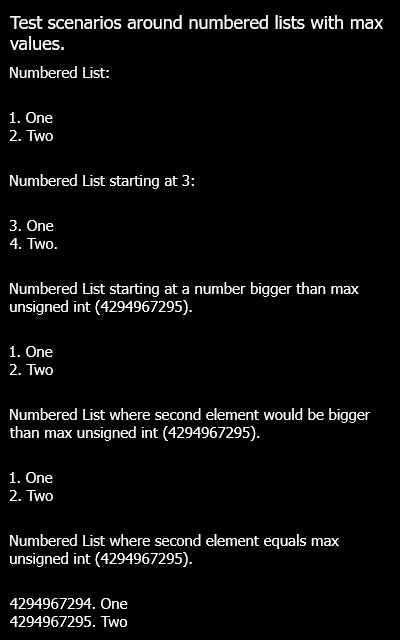 Test scenarios around numbered lists with max
values.
Numbered List:
1. One
2. Two
Numbered List starting at 3:
3. One
4. Two.
Numbered List starting at a number bigger than max
unsigned int (4294967295).
1. One
2. Two
Numbered List where second element would be bigger
than max unsigned int (4294967295).
1. One
2. Two
Numbered List where second element equals max
unsigned int (4294967295).
4294967294. One
4294967295. Two